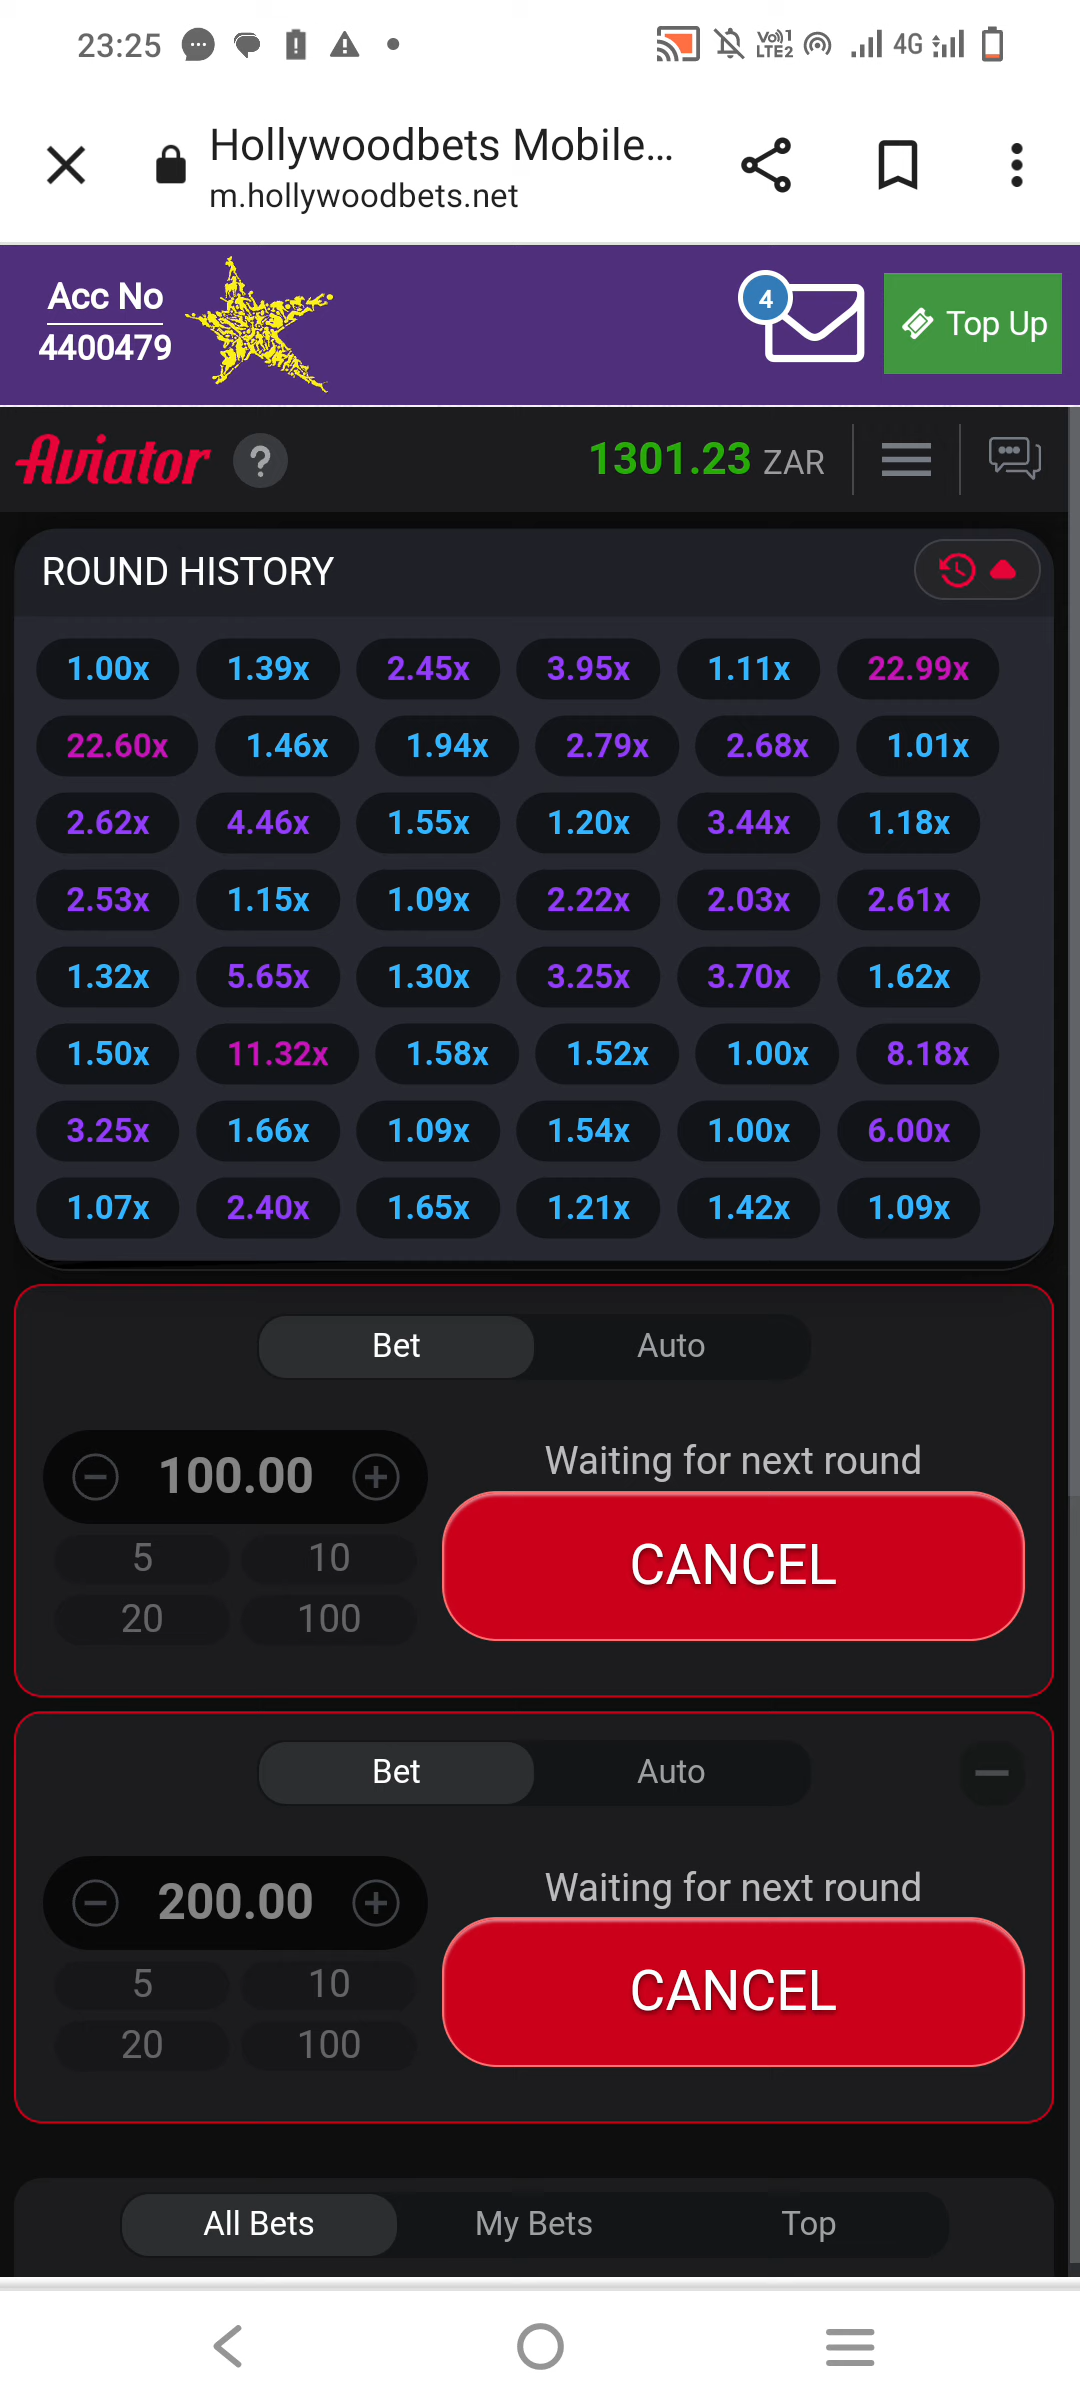 23:25
Vo))1 LTE2 4G
Hollywoodbets Mobile...
m.hollywoodbets.net
Acc No
4400479
4
Top Up
Aviator ? 1301.23 ZAR
ROUND HISTORY
1.00x 1.39x 2.45x 3.95x 1.11x 22.99x
22.60x 1.46x 1.94x 2.79x 2.68x 1.01x
2.62x 4.46x 1.55x 1.20x 3.44x 1.18x
2.53x 1.15x 1.09x 2.22x 2.03x 2.61x
1.32x 5.65x 1.30x 3.25x 3.70x 1.62x
1.50x 11.32x 1.58x 1.52x 1.00x 8.18x
3.25x 1.66x 1.09x 1.54x 1.00x 6.00x
1.07x 2.40x 1.65x 1.21x 1.42x 1.09x
Bet Auto
100.00
5 10
20 100
Waiting for next round
CANCEL
Bet Auto
200.00
5 10
20 100
Waiting for next round
CANCEL
All Bets My Bets Top